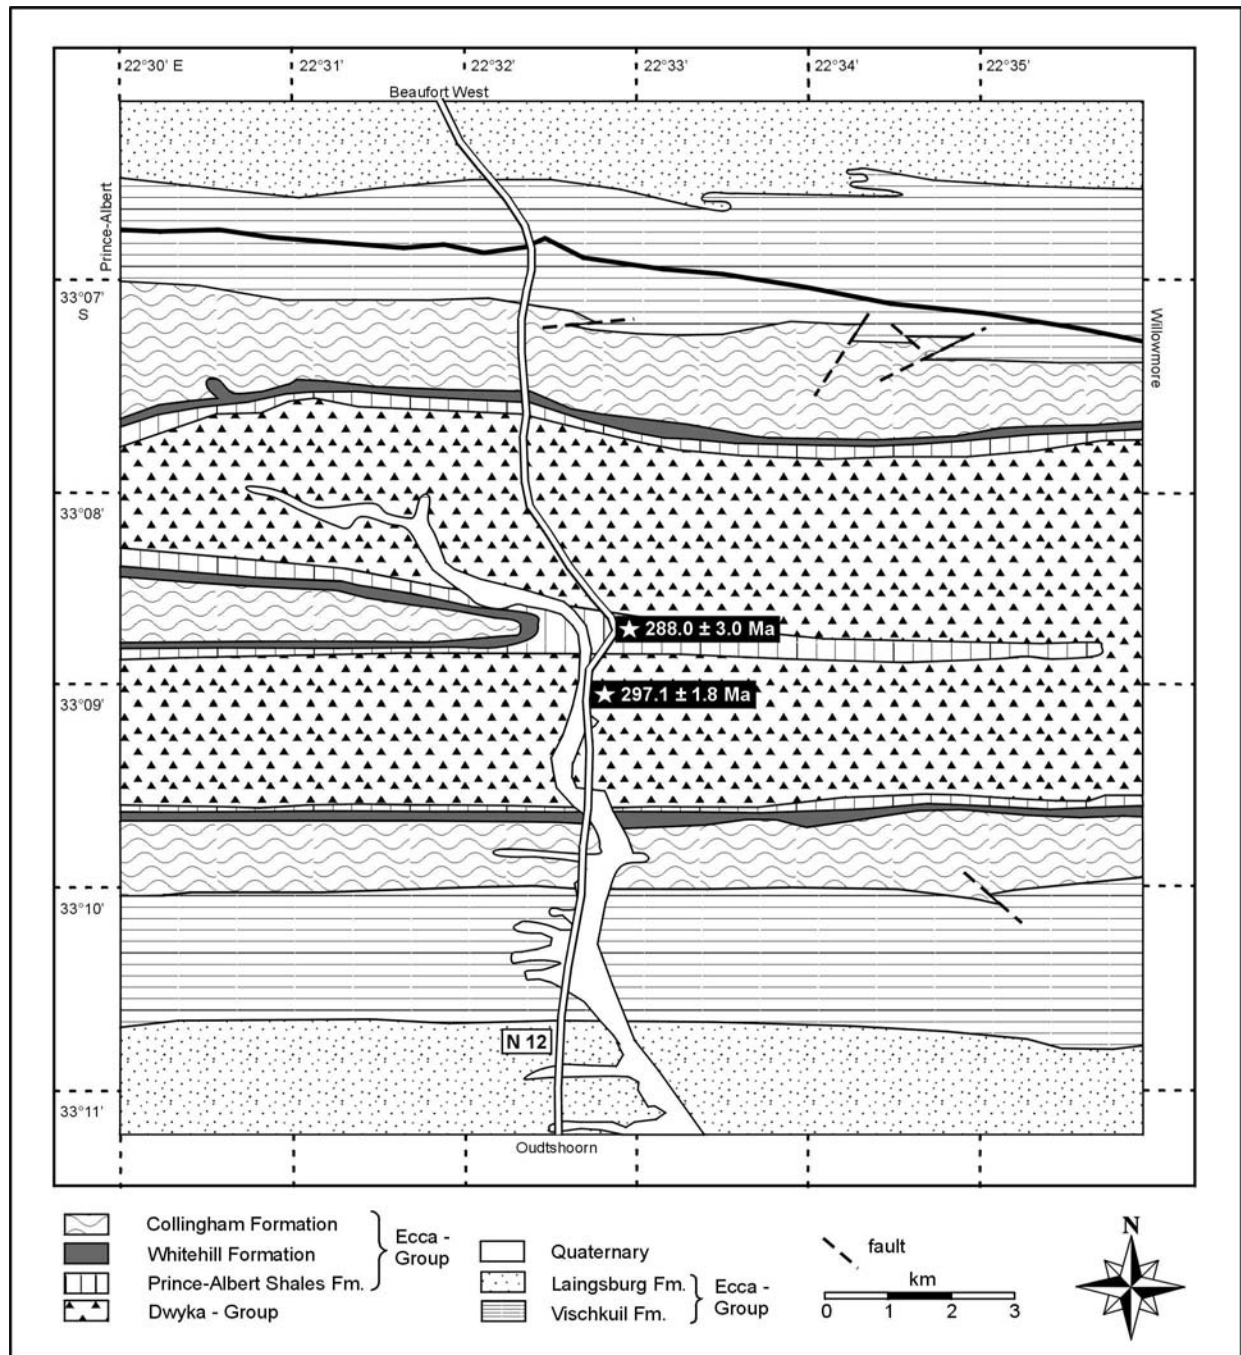 22°30' E
22°31'
22°32'
22°33'
22°34'
22°35'
Beaufort West
Prince-Albert
33°07'
S
Willowmore
33°08'
288.0 ± 3.0 Ma
297.1 ± 1.8 Ma
33°09'
33°10'
N 12
33°11'
Oudtshoorn
Collingham Formation
Whitehill Formation
Prince-Albert Shales Fm.
Dwyka - Group
Ecca -
Group
Quaternary
Laingsburg Fm.
Vischkuil Fm.
Ecca -
Group
fault
km
0 1 2 3
N